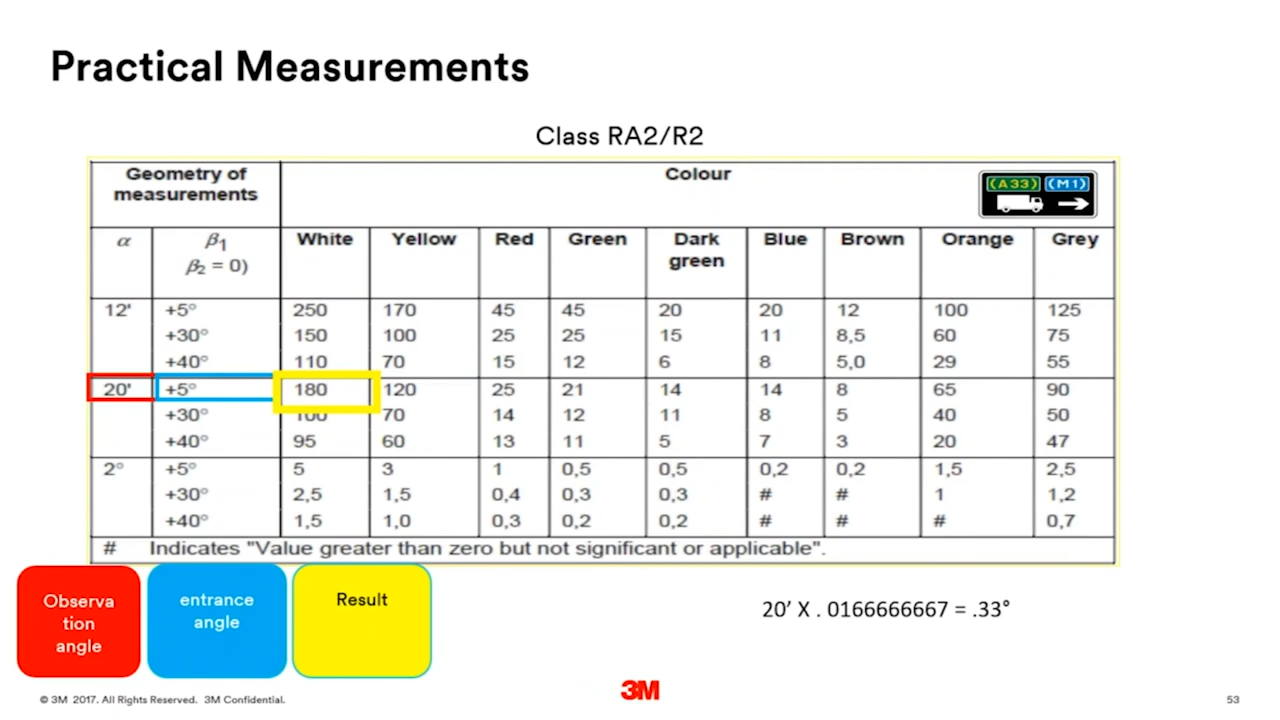 Practical Measurements
Class RA2/R2
Geometry of measurements Colour
(A33) (M1)
α β1 β2 = 0) White Yellow Red Green Dark green Blue Brown Orange Grey
12' +5° 250 170 45 45 20 20 12 100 125
+30° 150 100 25 25 15 11 8,5 60 75
+40° 110 70 15 12 6 8 5,0 29 55
20' +5° 180 120 25 21 14 14 8 65 90
+30° 100 70 14 12 11 8 5 40 50
+40° 95 60 13 11 5 7 3 20 47
2° +5° 5 3 1 0,5 0,5 0,2 0,2 1,5 2,5
+30° 2,5 1,5 0,4 0,3 0,3 # # 1 1,2
+40° 1,5 1,0 0,3 0,2 0,2 # # # 0,7
# Indicates "Value greater than zero but not significant or applicable".
Observa
tion
angle
entrance
angle
Result
20’ X . 0166666667 = .33°
© 3M 2017. All Rights Reserved. 3M Confidential.
3M
53